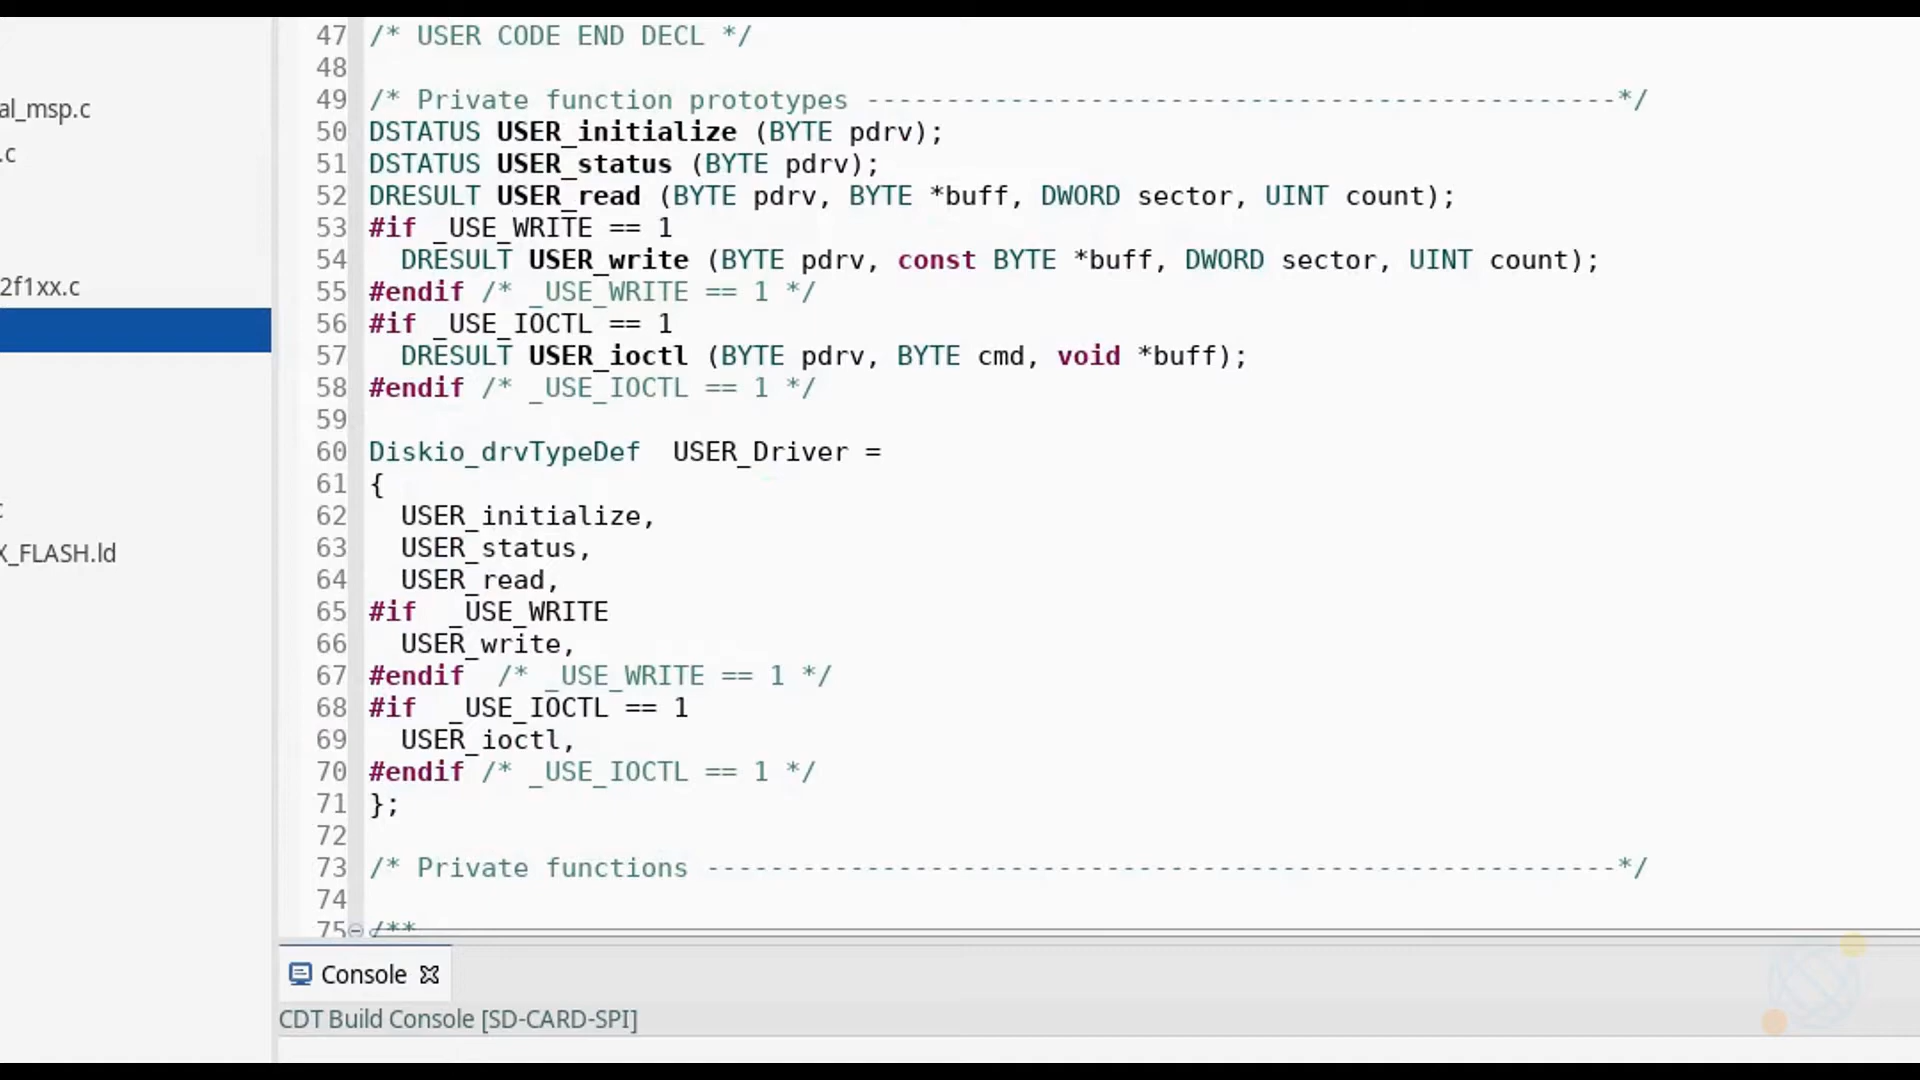 al_msp.c
.c
2f1xx.c
X_FLASH.ld
47 /* USER CODE END DECL */
48
49 /* Private function prototypes -----------------------------------------------*/
50 DSTATUS USER_initialize (BYTE pdrv);
51 DSTATUS USER_status (BYTE pdrv);
52 DRESULT USER_read (BYTE pdrv, BYTE *buff, DWORD sector, UINT count);
53 #if _USE_WRITE == 1
54   DRESULT USER_write (BYTE pdrv, const BYTE *buff, DWORD sector, UINT count);
55 #endif /* _USE_WRITE == 1 */
56 #if _USE_IOCTL == 1
57   DRESULT USER_ioctl (BYTE pdrv, BYTE cmd, void *buff);
58 #endif /* _USE_IOCTL == 1 */
59
60 Diskio_drvTypeDef  USER_Driver =
61 {
62   USER_initialize,
63   USER_status,
64   USER_read,
65 #if  _USE_WRITE
66   USER_write,
67 #endif  /* _USE_WRITE == 1 */
68 #if  _USE_IOCTL == 1
69   USER_ioctl,
70 #endif /* _USE_IOCTL == 1 */
71 };
72
73 /* Private functions ---------------------------------------------------------*/
74
75 /**
Console
CDT Build Console [SD-CARD-SPI]